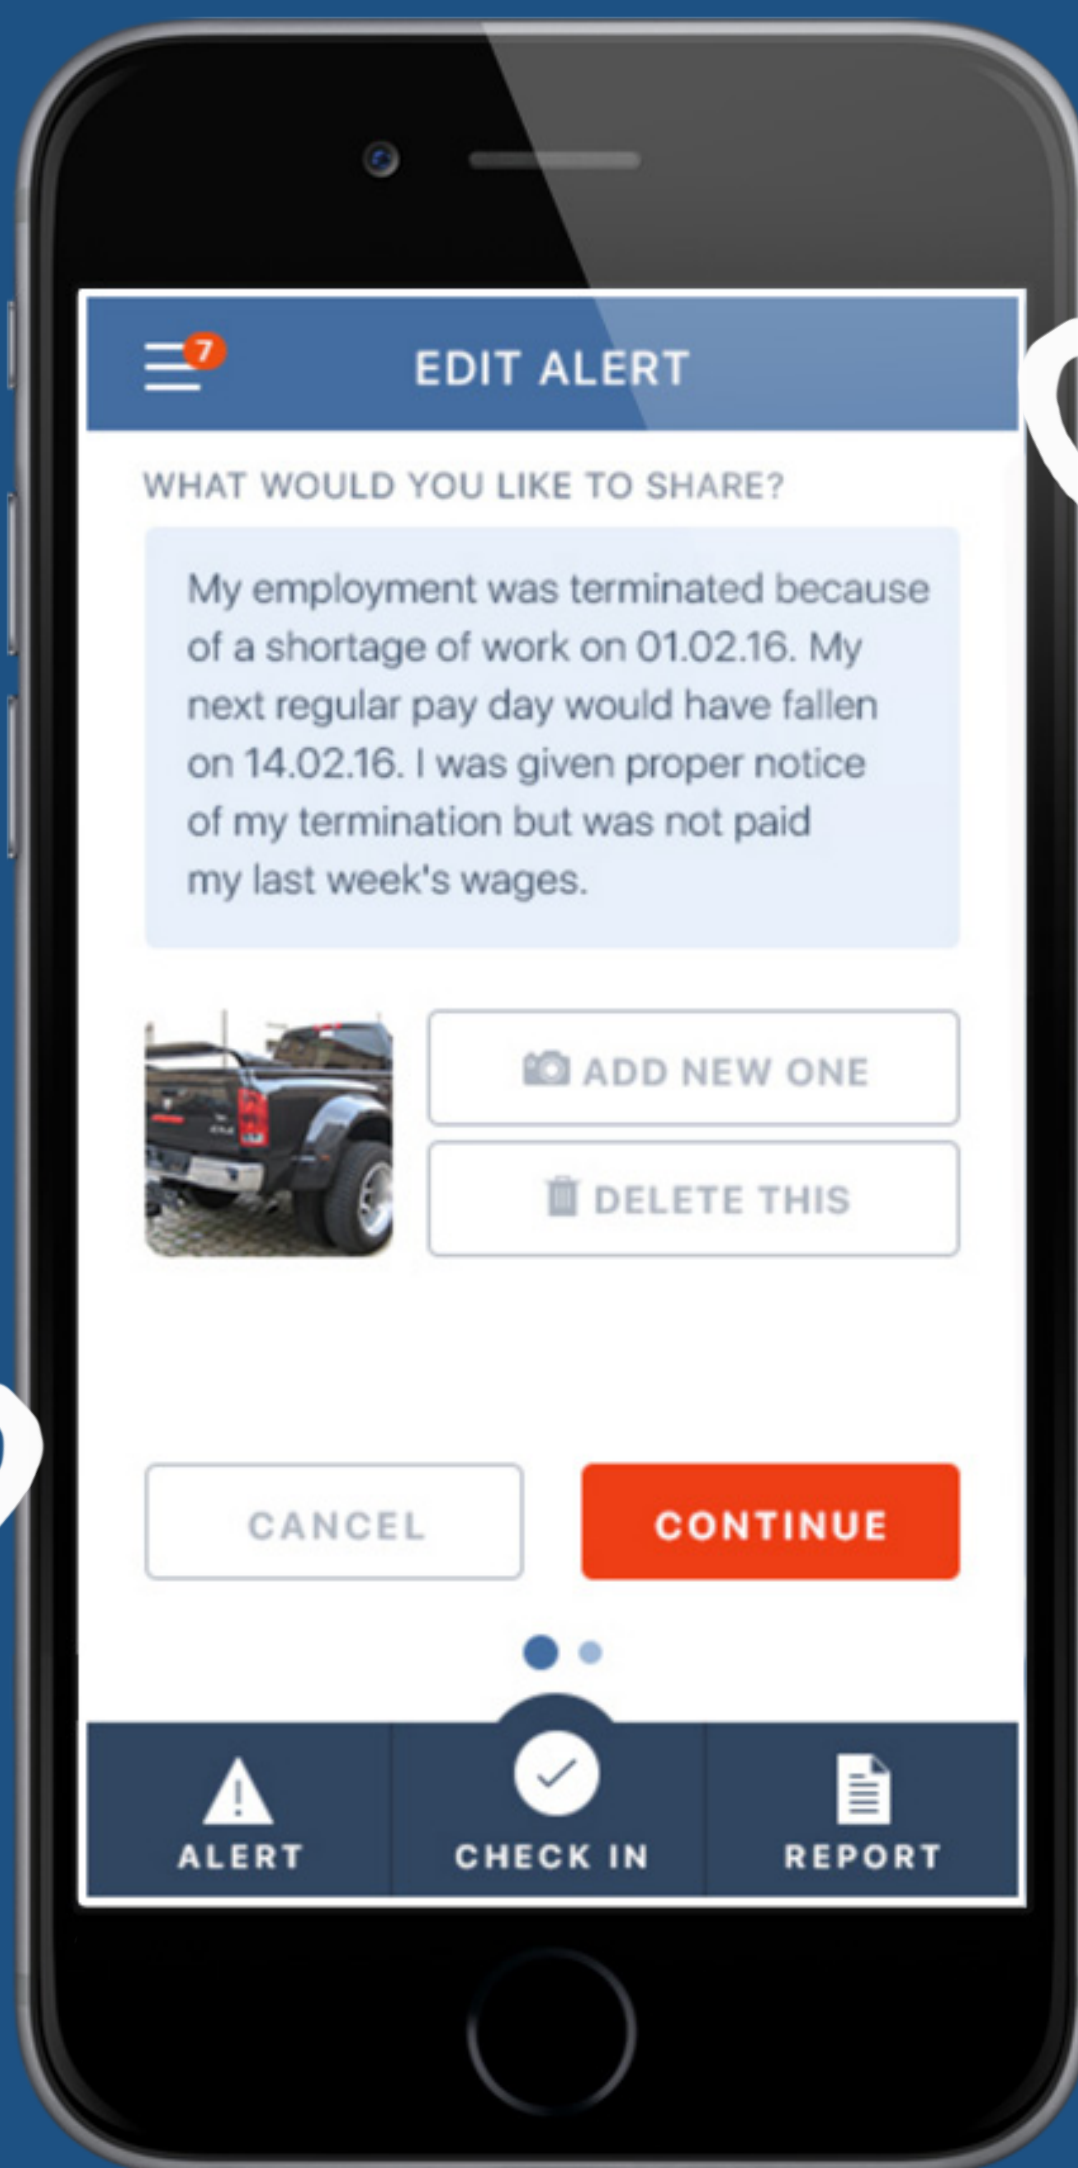 7
EDIT ALERT
WHAT WOULD YOU LIKE TO SHARE?
My employment was terminated because
of a shortage of work on 01.02.16. My
next regular pay day would have fallen
on 14.02.16. I was given proper notice
of my termination but was not paid
my last week's wages.
ADD NEW ONE
DELETE THIS
CANCEL
CONTINUE
ALERT
CHECK IN
REPORT